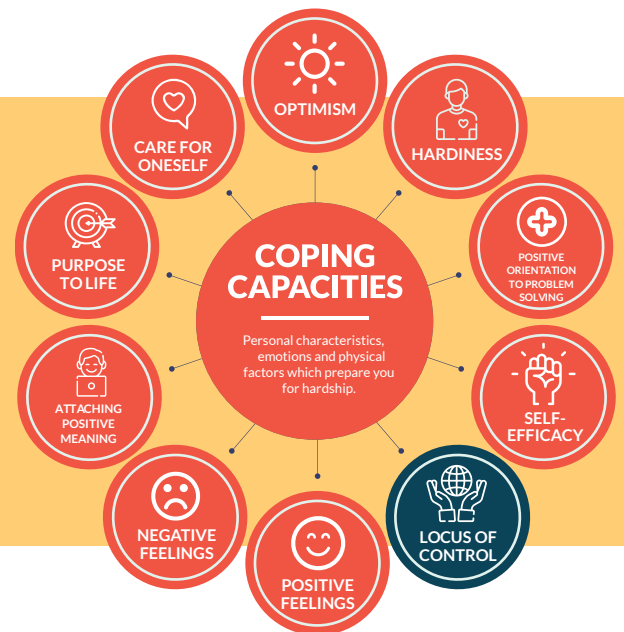 OPTIMISM
HARDINESS
POSITIVE
ORIENTATION
TO PROBLEM
SOLVING
SELF-
EFFICACY
LOCUS OF
CONTROL
POSITIVE
FEELINGS
NEGATIVE
FEELINGS
ATTACHING
POSITIVE
MEANING
PURPOSE
TO LIFE
CARE FOR
ONESELF
COPING
CAPACITIES
Personal characteristics,
emotions and physical
factors which prepare you
for hardship.